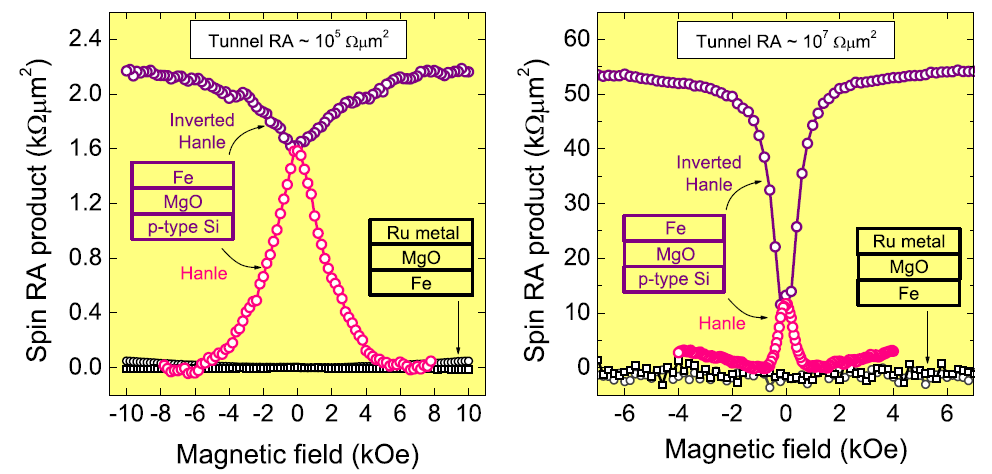 Spin RA product (kΩμm²)
2.4
2.0
1.6
1.2
0.8
0.4
0.0
Tunnel RA ~ 10⁵ Ωμm²
Inverted
Hanle
Fe
MgO
p-type Si
Hanle
Ru metal
MgO
Fe
-10 -8 -6 -4 -2 0 2 4 6 8 10
Magnetic field (kOe)
Spin RA product (kΩμm²)
60
50
40
30
20
10
0
Tunnel RA ~ 10⁷ Ωμm²
Inverted
Hanle
Fe
MgO
p-type Si
Hanle
Ru metal
MgO
Fe
-6 -4 -2 0 2 4 6
Magnetic field (kOe)